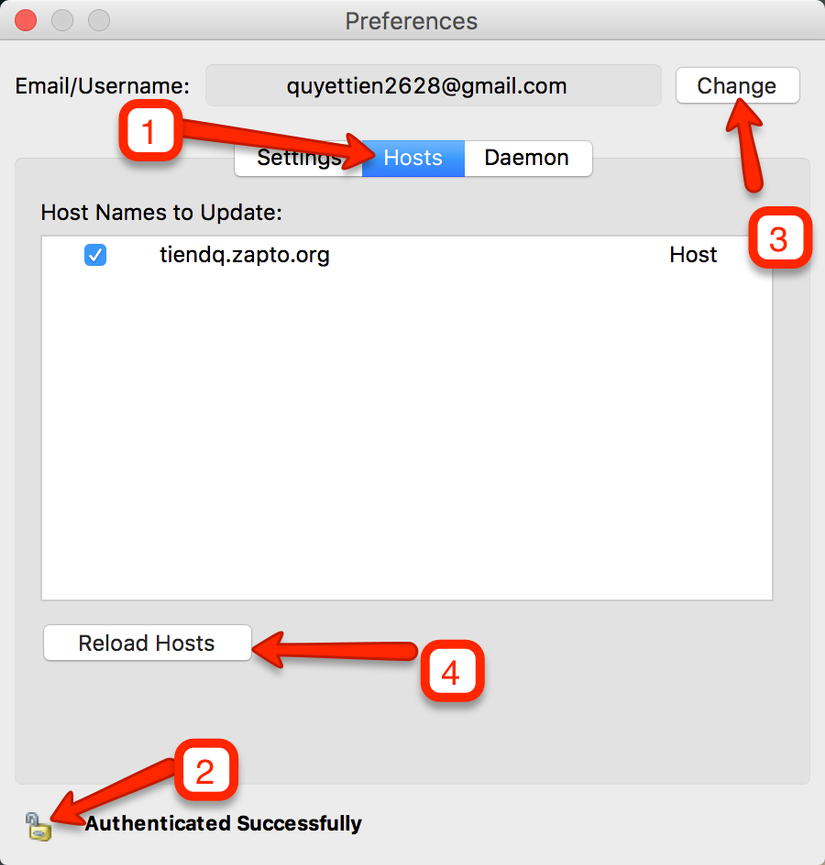 Preferences
Email/Username: quyettien2628@gmail.com Change
1
Settings Hosts Daemon
3
Host Names to Update:
tiendq.zapto.org Host
Reload Hosts
4
2
Authenticated Successfully